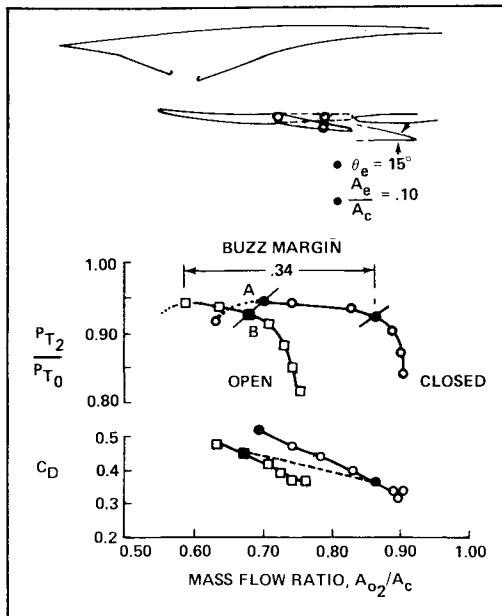 θe = 15°
Ae/Ac = .10
BUZZ MARGIN
.34
1.00
A
PT2/PT0
0.90
B
OPEN
CLOSED
0.80
0.5
CD
0.4
0.3
0.2
0.50 0.60 0.70 0.80 0.90 1.00
MASS FLOW RATIO, Ao2/Ac